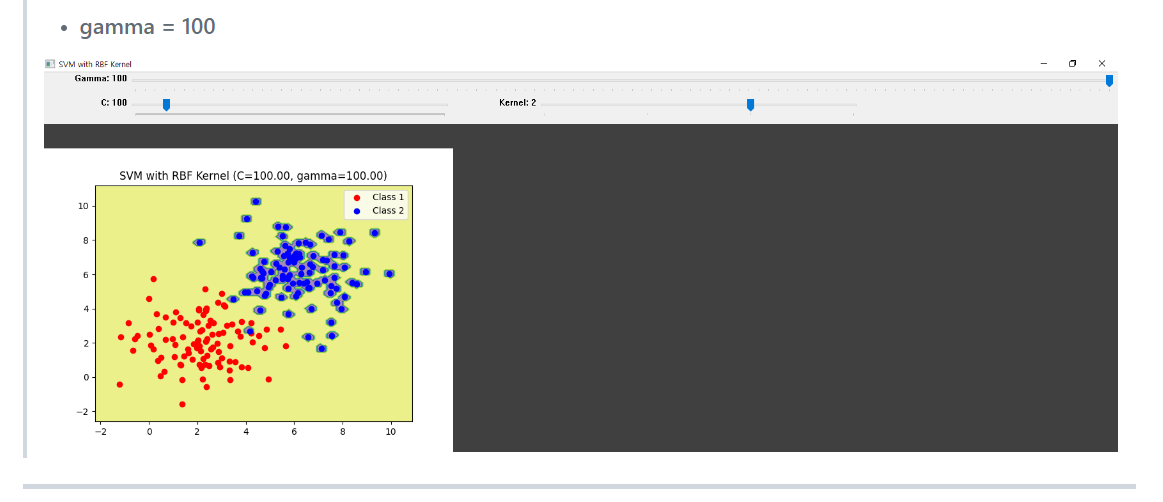 • gamma = 100
SVM with RBF Kernel
Gamma: 100
C: 100 Kernel: 2
SVM with RBF Kernel (C=100.00, gamma=100.00)
Class 1
Class 2
10
8
6
4
2
0
−2
−2 0 2 4 6 8 10